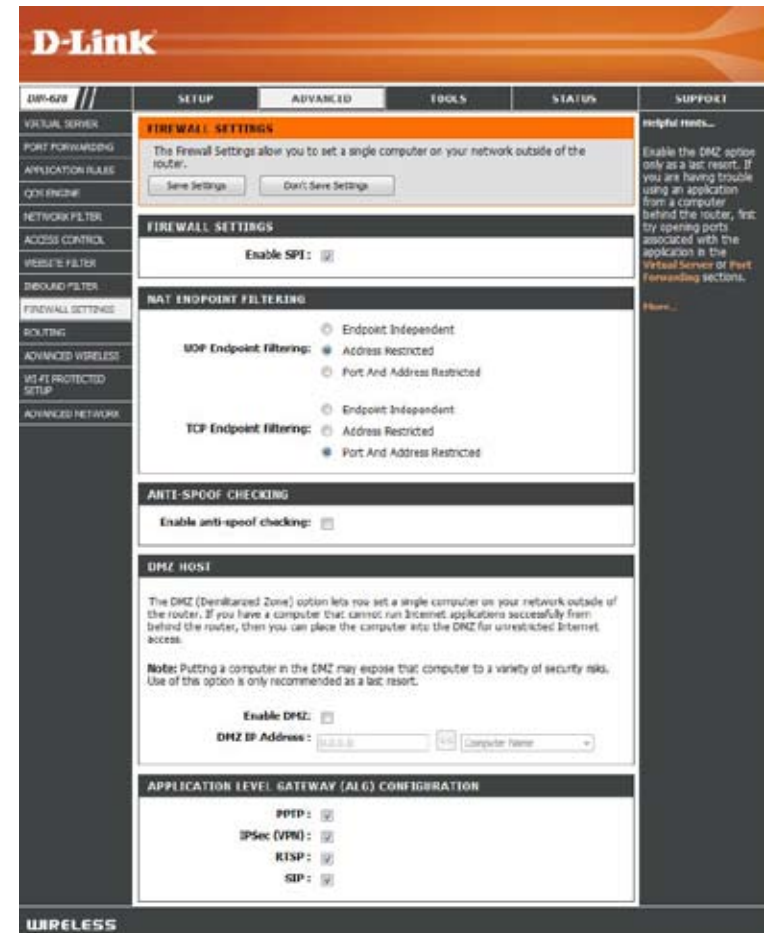 D-Link
DIR-628
SETUP
ADVANCED
TOOLS
STATUS
SUPPORT
VIRTUAL SERVER
PORT FORWARDING
APPLICATION RULES
QOS ENGINE
NETWORK FILTER
ACCESS CONTROL
WEBSITE FILTER
INBOUND FILTER
FIREWALL SETTINGS
ROUTING
ADVANCED WIRELESS
WI-FI PROTECTED
SETUP
ADVANCED NETWORK
FIREWALL SETTINGS
The Firewall Settings allow you to set a single computer on your network outside of the
router.
Save Settings
Don't Save Settings
FIREWALL SETTINGS
Enable SPI :
NAT ENDPOINT FILTERING
UDP Endpoint Filtering:
Endpoint Independent
Address Restricted
Port And Address Restricted
TCP Endpoint Filtering:
Endpoint Independent
Address Restricted
Port And Address Restricted
ANTI-SPOOF CHECKING
Enable anti-spoof checking:
DMZ HOST
The DMZ (Demilitarized Zone) option lets you set a single computer on your network outside of
the router. If you have a computer that cannot run Internet applications successfully from
behind the router, then you can place the computer into the DMZ for unrestricted Internet
access.
Note: Putting a computer in the DMZ may expose that computer to a variety of security risks.
Use of this option is only recommended as a last resort.
Enable DMZ:
DMZ IP Address :
0.0.0.0
<<
Computer Name
APPLICATION LEVEL GATEWAY (ALG) CONFIGURATION
PPTP :
IPSec (VPN) :
RTSP :
SIP :
Helpful Hints...
Enable the DMZ option
only as a last resort. If
you are having trouble
using an application
from a computer
behind the router, first
try opening ports
associated with the
application in the
Virtual Server or Port
Forwarding sections.
More...
WIRELESS